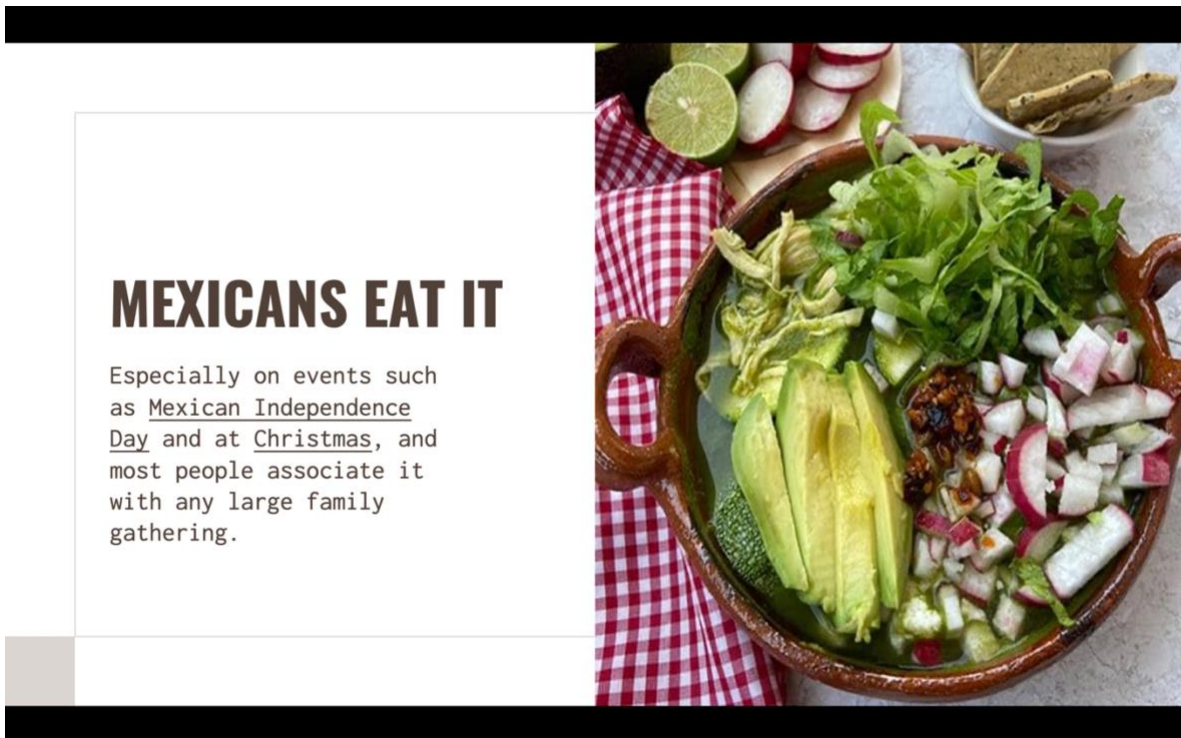 MEXICANS EAT IT
Especially on events such
as Mexican Independence
Day and at Christmas, and
most people associate it
with any large family
gathering.